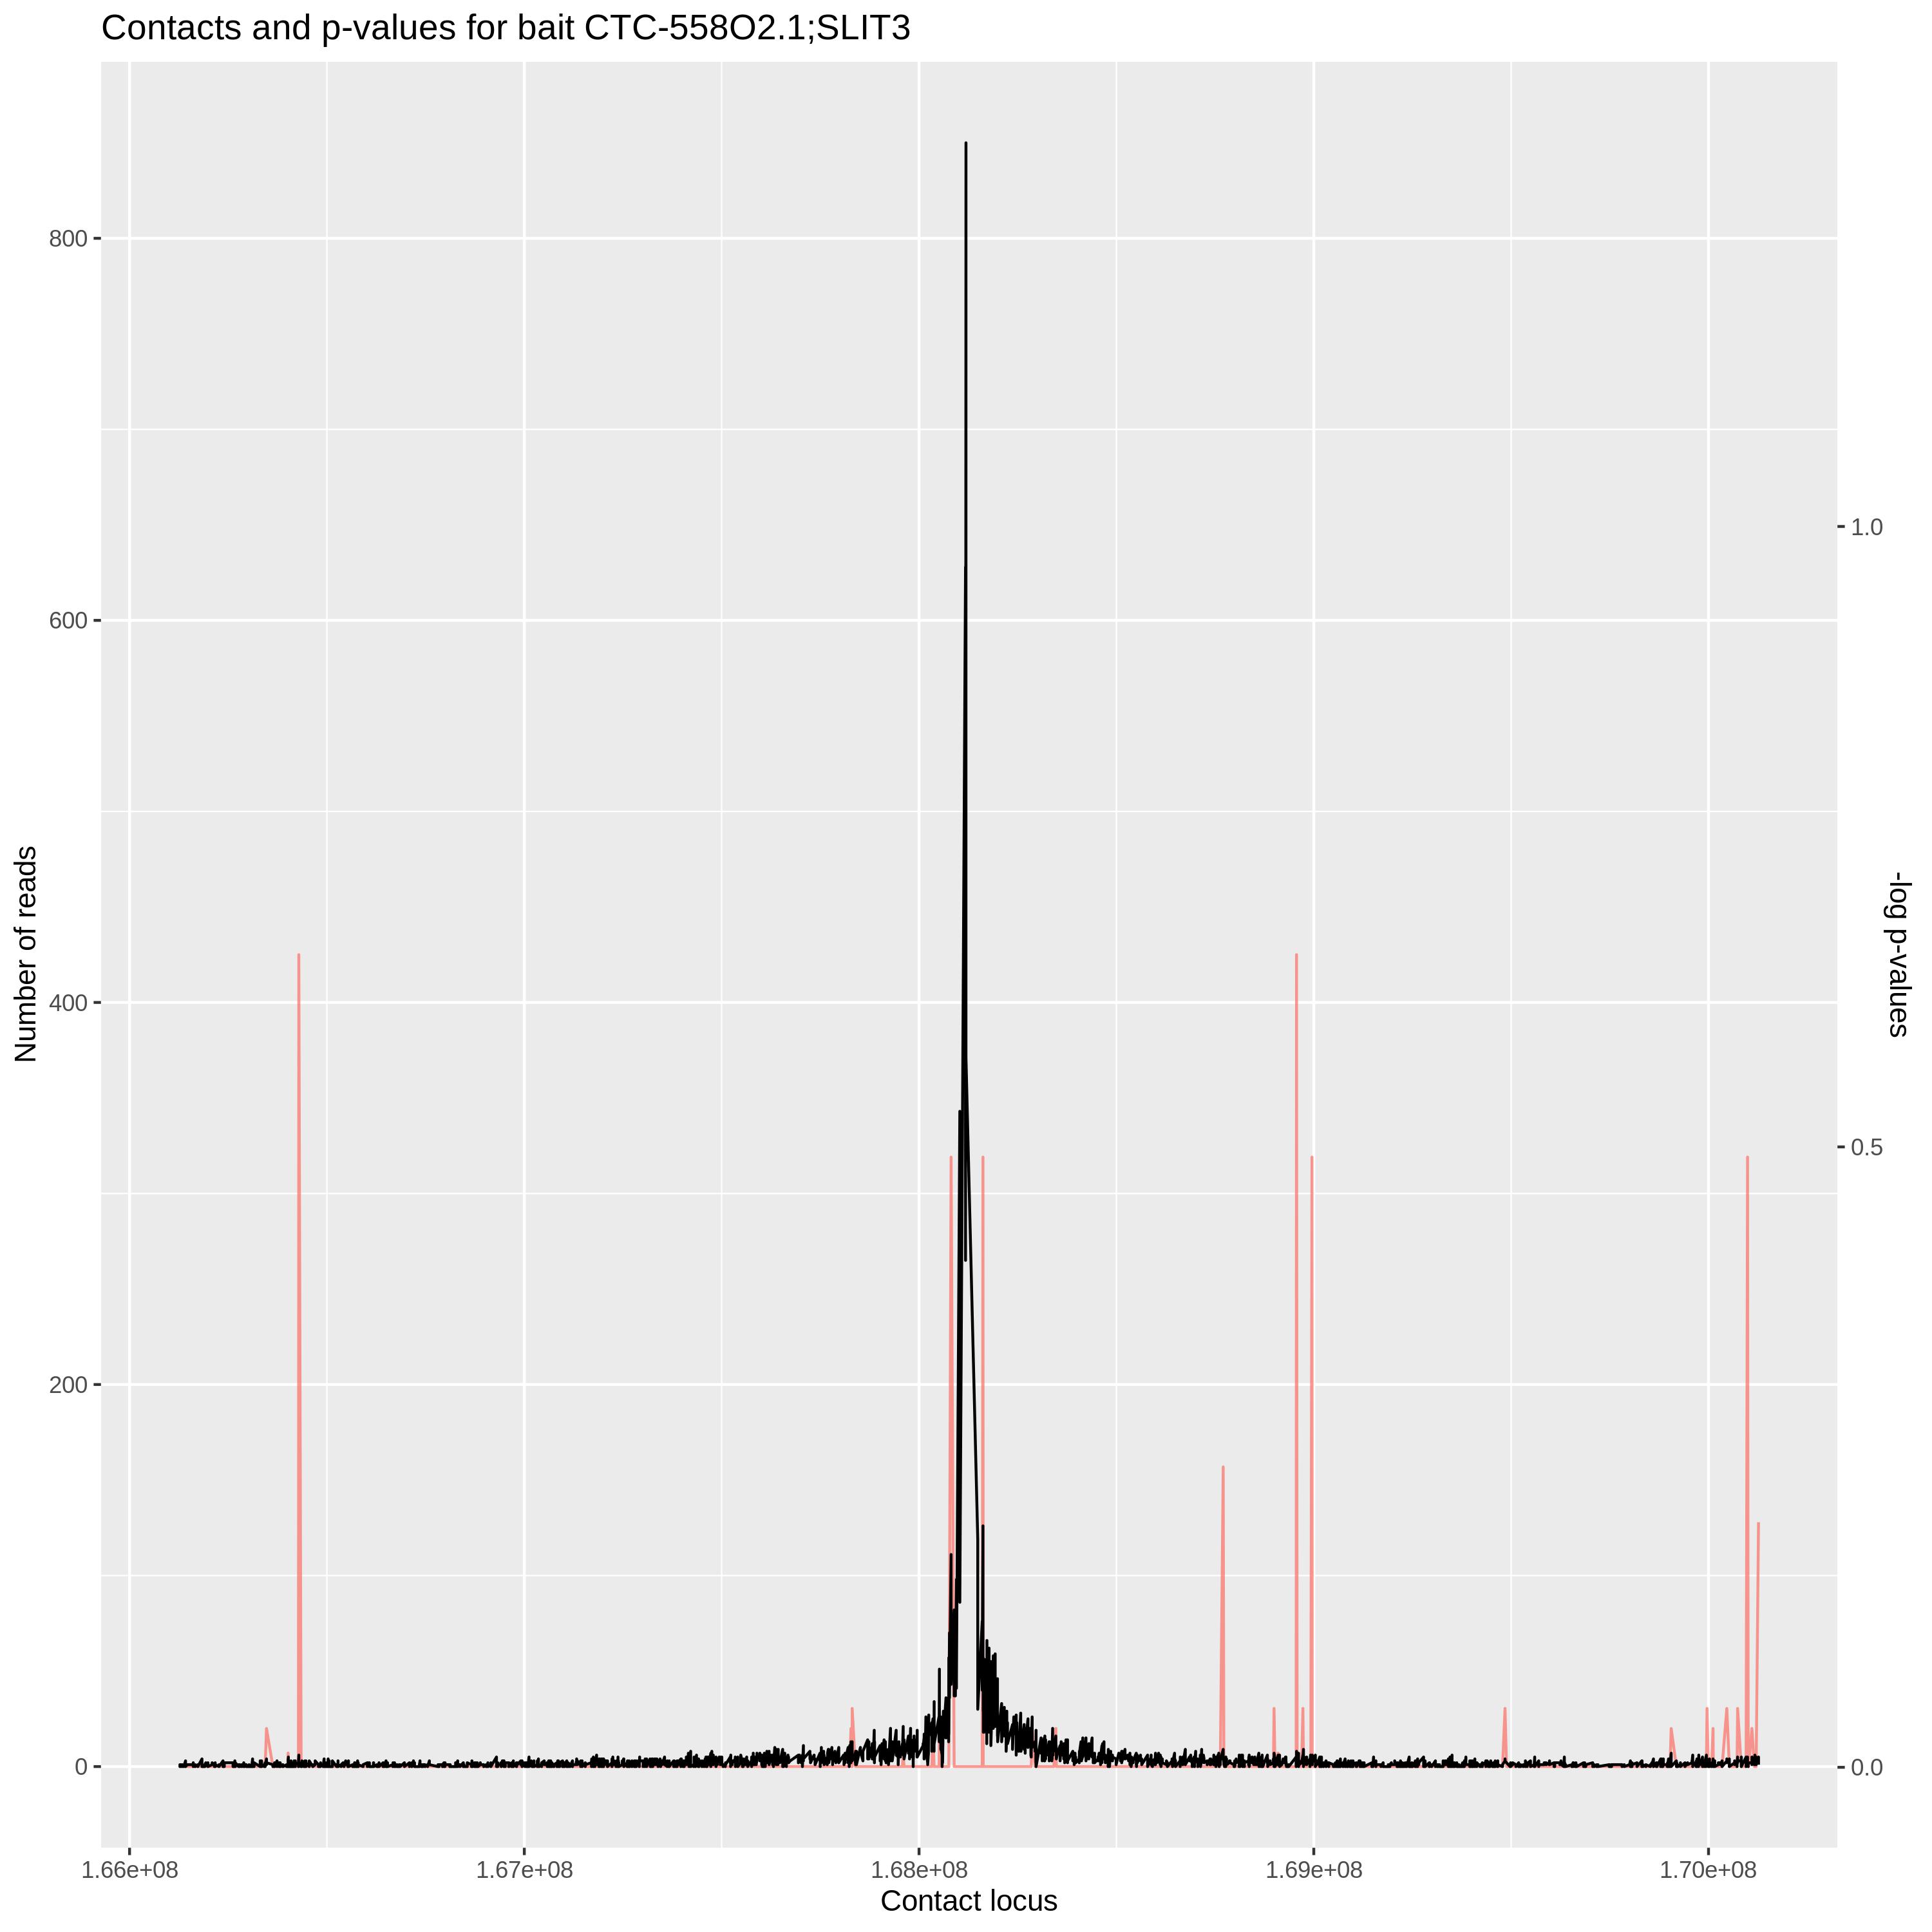 Contacts and p-values for bait CTC-558O2.1;SLIT3
800
600
400
200
0
Number of reads
1.0
0.5
0.0
-log p-values
1.66e+08
1.67e+08
1.68e+08
1.69e+08
1.70e+08
Contact locus